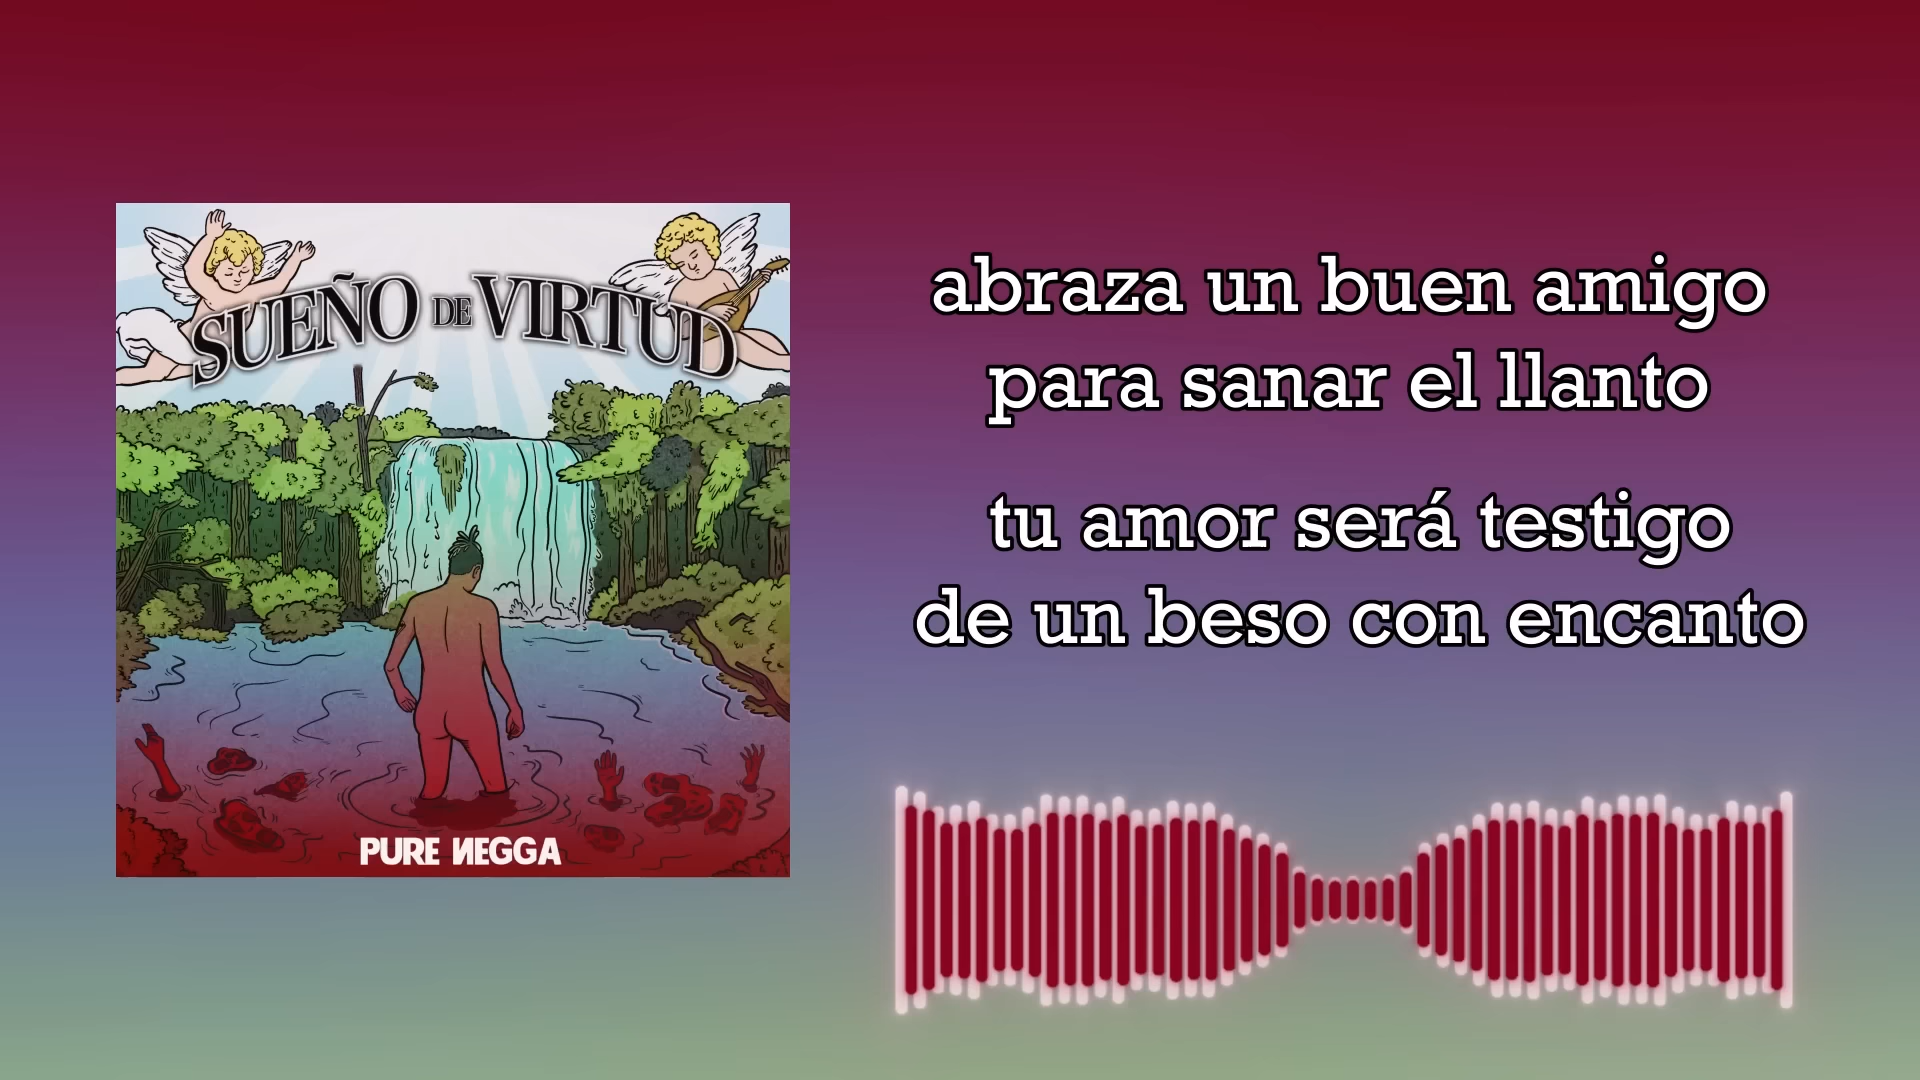 SUEÑO DE VIRTUD
PURE NEGGA
abraza un buen amigo
para sanar el llanto
tu amor será testigo
de un beso con encanto